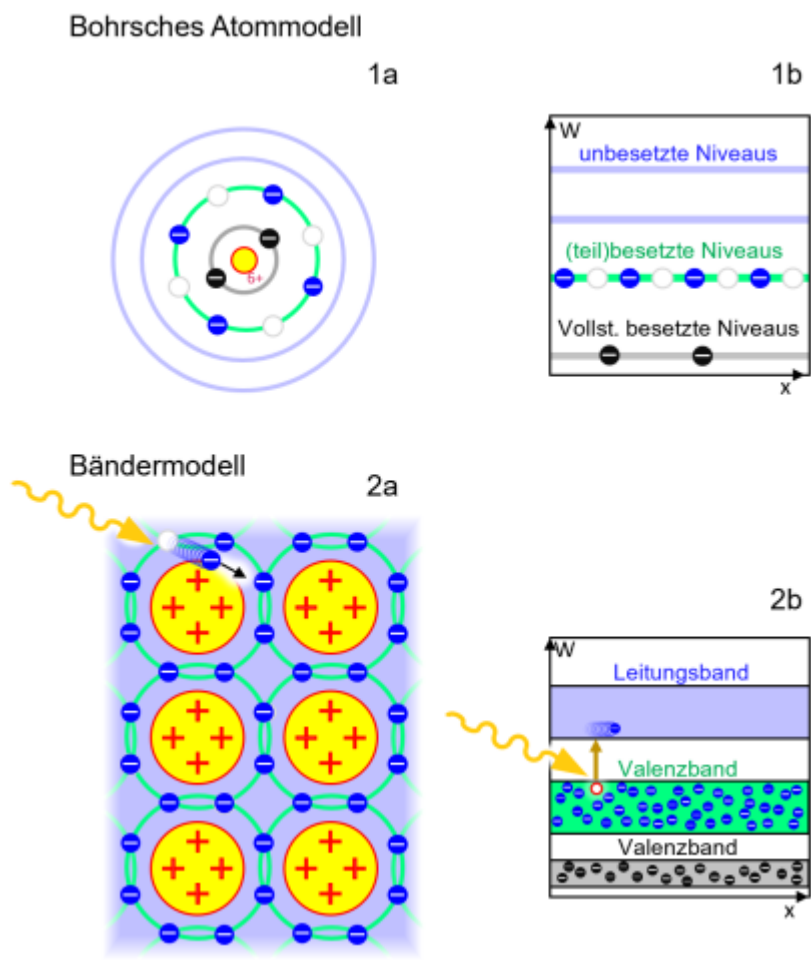 Bohrsches Atommodell
1a
1b
6+
W
unbesetzte Niveaus
(teil)besetzte Niveaus
Vollst. besetzte Niveaus
x
Bändermodell
2a
2b
W
Leitungsband
Valenzband
Valenzband
x